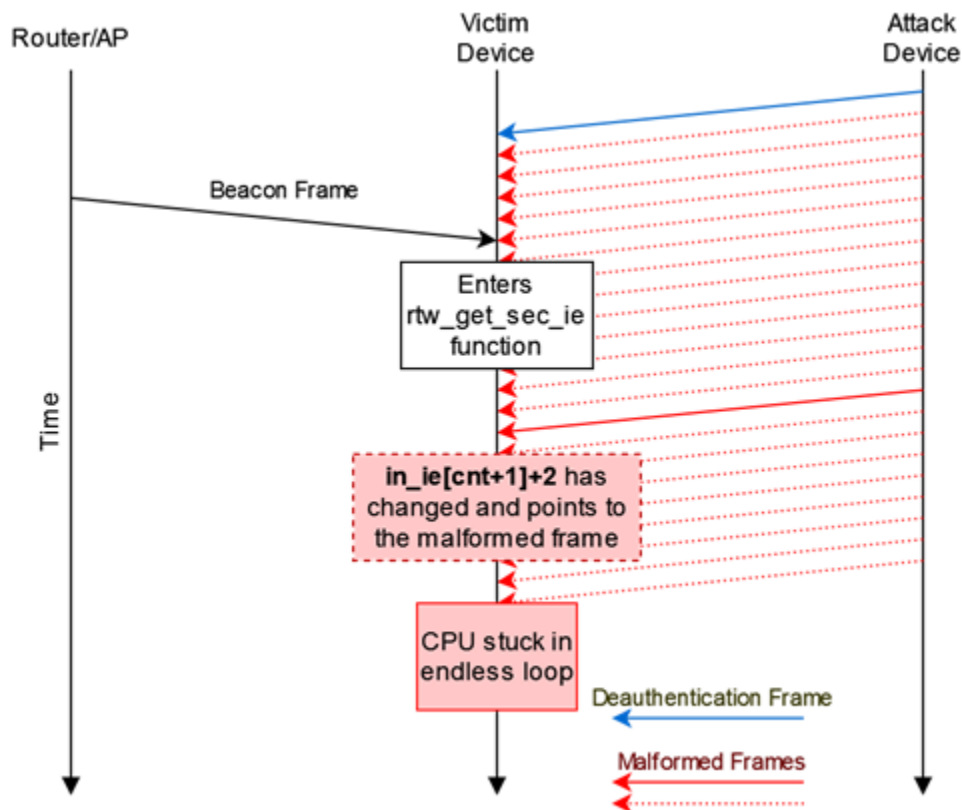 Router/AP
Victim
Device
Attack
Device
Beacon Frame
Enters
rtw_get_sec_ie
function
Time
in_ie[cnt+1]+2 has
changed and points to
the malformed frame
CPU stuck in
endless loop
Deauthentication Frame
Malformed Frames